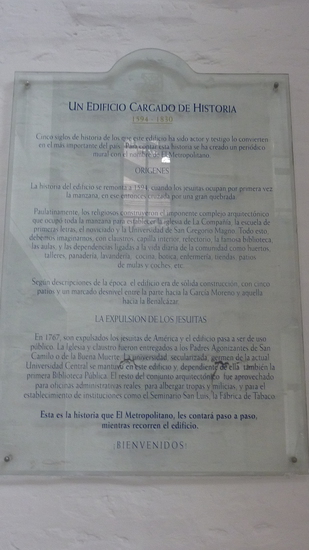 UN EDIFICIO CARGADO DE HISTORIA
Cinco siglos de historia de los que este edificio ha sido actor y testigo lo convierten
en el más importante del país. Para contar esta historia se ha creado un periódico
mural con el nombre de El Metropolitano.
ORIGENES
La historia del edificio se remonta a 1594, cuando los jesuitas ocupan por primera vez
la manzana, en ese entonces cruzada por una gran quebrada.
Paulatinamente, los religiosos construyeron el imponente complejo arquitectónico
que ocupó toda la manzana para establecer la iglesia de La Compañía, la escuela de
primeras letras, el noviciado y la Universidad de San Gregorio Magno. Todo esto,
debemos imaginarnos, con claustros, capilla interior, refectorio, la famosa biblioteca,
las aulas, y las dependencias ligadas a la vida diaria de la comunidad como huertos,
talleres, panadería, lavandería, cocina, botica, enfermería, tiendas, patios
de mulas y coches, etc.
Según descripciones de la época, el edificio era de sólida construcción, con cinco
patios y un marcado desnivel entre la parte hacia la García Moreno y aquella
hacia la Benalcázar.
LA EXPULSION DE LOS JESUITAS
En 1767, son expulsados los jesuitas de América y el edificio pasa a ser de uso
público. La Iglesia y claustro fueron entregados a los Padres Agonizantes de San
Camilo o de la Buena Muerte. La universidad secularizada, germen de la actual
Universidad Central se mantuvo en este edificio y, dependiente de ella también la
primera Biblioteca Pública. El resto del conjunto arquitectónico fue aprovechado
para oficinas administrativas reales, para albergar tropas y milicias, y para el
establecimiento de instituciones como el Seminario San Luis, la Fábrica de Tabaco.
Esta es la historia que El Metropolitano, les contará paso a paso,
mientras recorren el edificio.
BIENVENIDOS